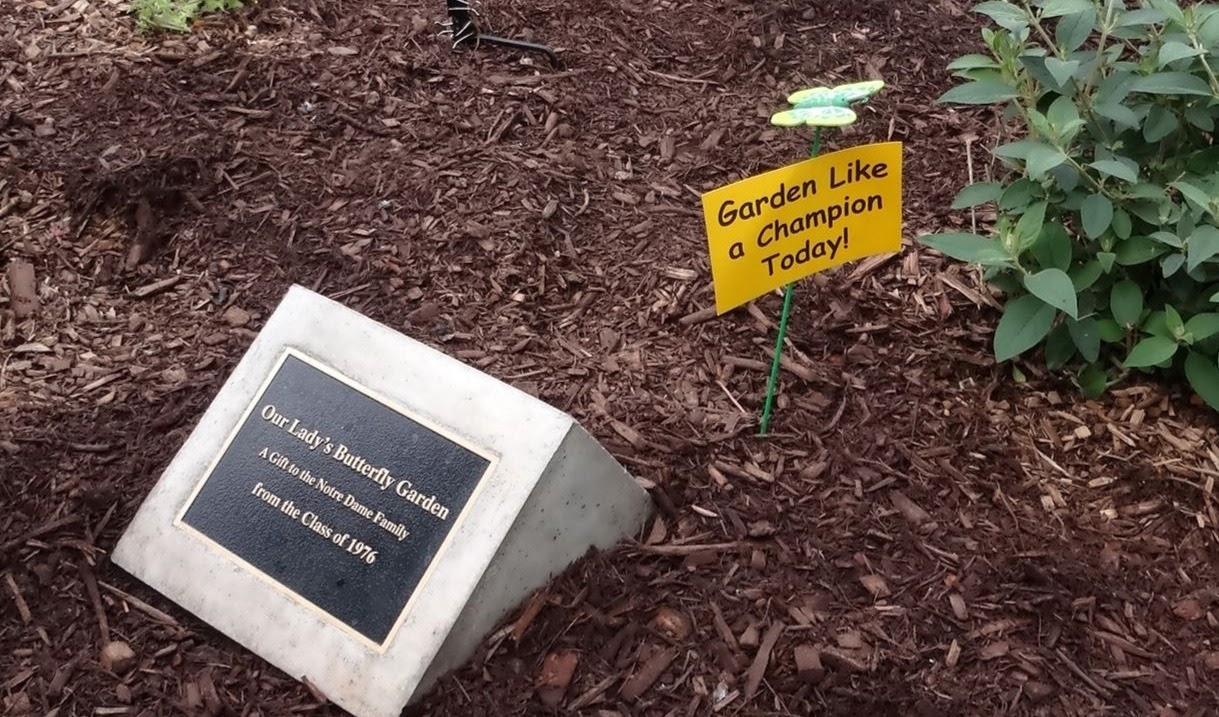 Our Lady's Butterfly Garden
A Gift to the Notre Dame Family
from the Class of 1976
Garden Like
a Champion
Today!